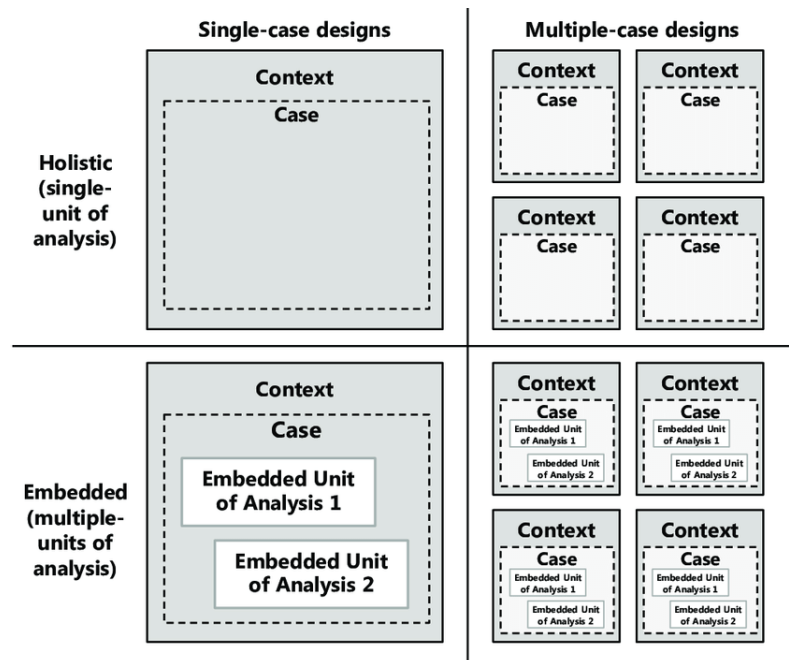 Single-case designs
Multiple-case designs
Context
Case
Context
Case
Context
Case
Context
Case
Context
Case
Holistic
(single-
unit of
analysis)
Context
Case
Embedded Unit
of Analysis 1
Embedded Unit
of Analysis 2
Context
Case
Embedded Unit
of Analysis 1
Embedded Unit
of Analysis 2
Context
Case
Embedded Unit
of Analysis 1
Embedded Unit
of Analysis 2
Context
Case
Embedded Unit
of Analysis 1
Embedded Unit
of Analysis 2
Context
Case
Embedded Unit
of Analysis 1
Embedded Unit
of Analysis 2
Embedded
(multiple-
units of
analysis)